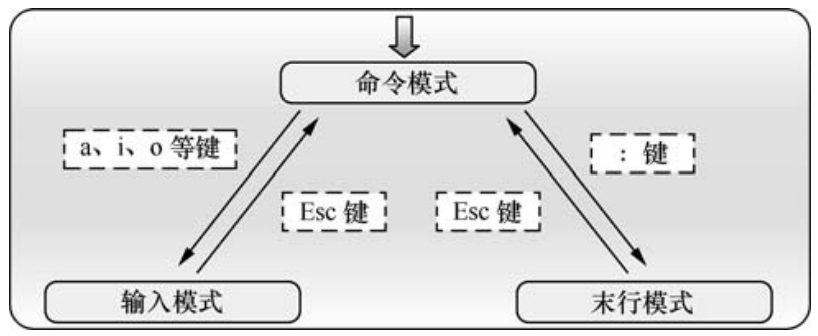 命令模式
a、i、o 等键
： 键
Esc 键
Esc 键
输入模式
末行模式